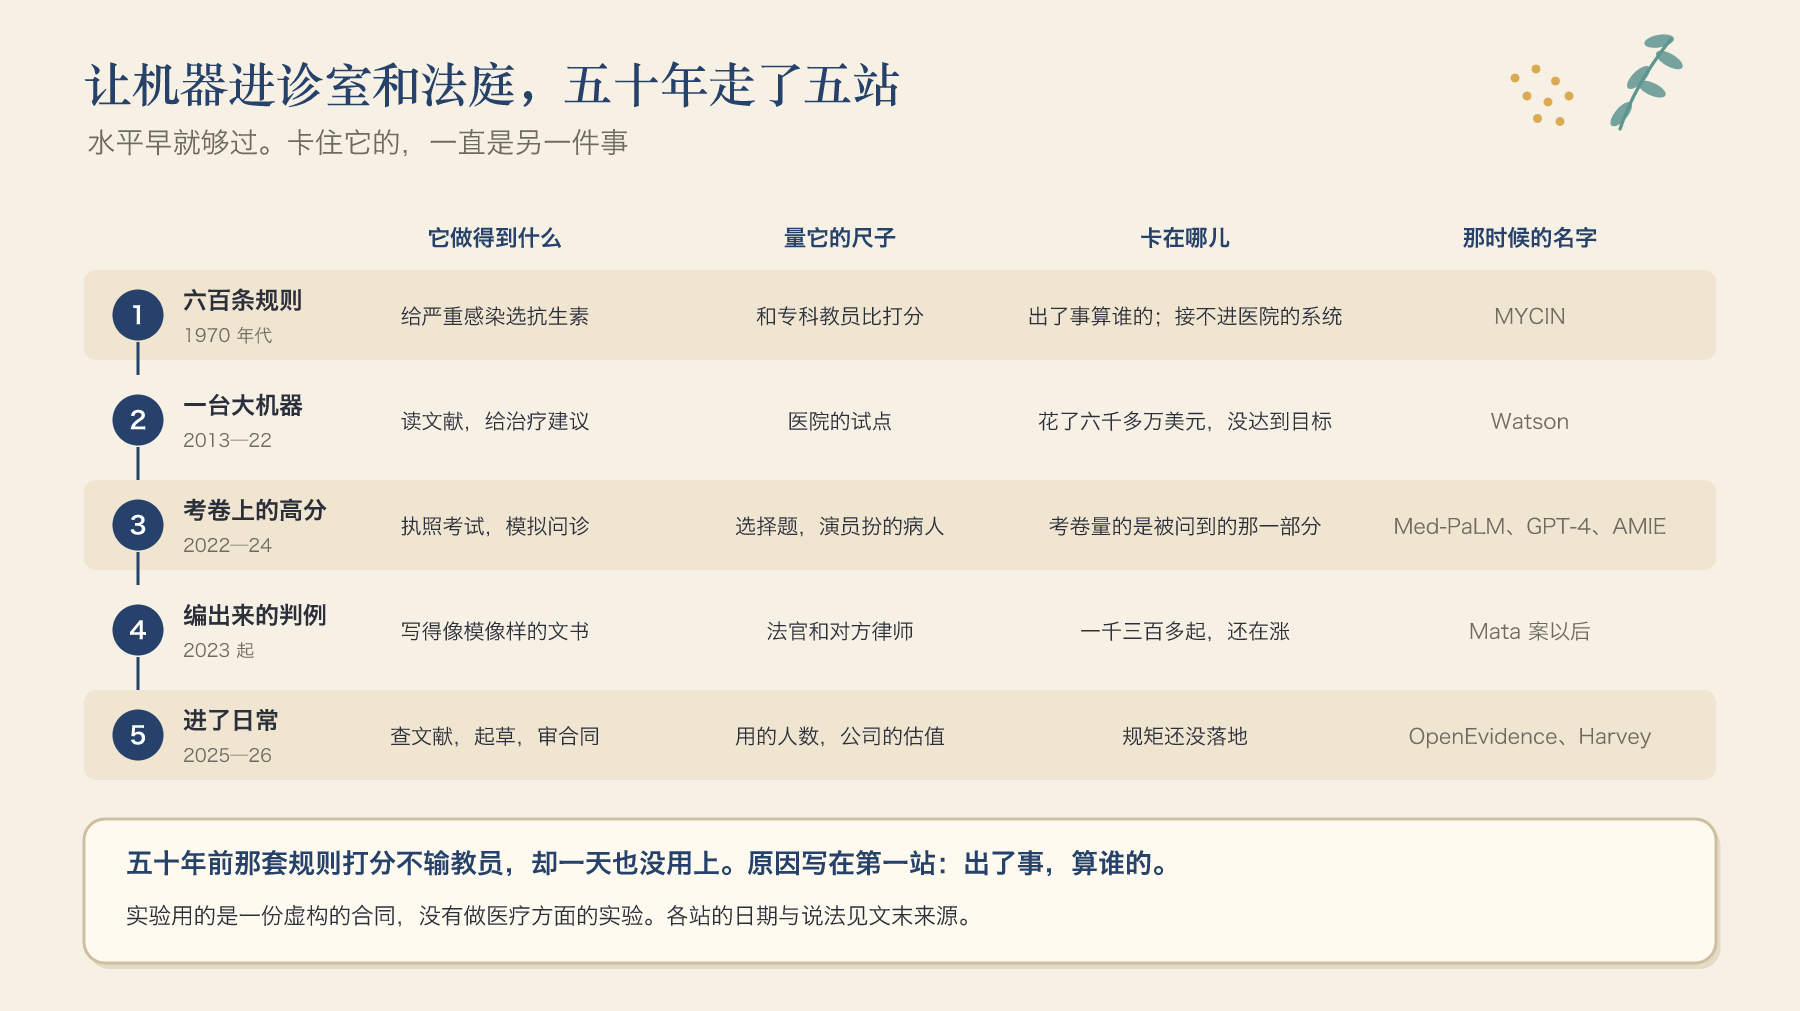 让机器进诊室和法庭，五十年走了五站
水平早就够过。卡住它的，一直是另一件事
它做得到什么 量它的尺子 卡在哪儿 那时候的名字
1 六百条规则 给严重感染选抗生素 和专科教员比打分 出了事算谁的；接不进医院的系统 MYCIN
1970 年代
2 一台大机器 读文献，给治疗建议 医院的试点 花了六千多万美元，没达到目标 Watson
2013—22
3 考卷上的高分 执照考试，模拟问诊 选择题，演员扮的病人 考卷量的是被问到的那一部分 Med-PaLM、GPT-4、AMIE
2022—24
4 编出来的判例 写得像模像样的文书 法官和对方律师 一千三百多起，还在涨 Mata 案以后
2023 起
5 进了日常 查文献，起草，审合同 用的人数，公司的估值 规矩还没落地 OpenEvidence、Harvey
2025—26
五十年前那套规则打分不输教员，却一天也没用上。原因写在第一站：出了事，算谁的。
实验用的是一份虚构的合同，没有做医疗方面的实验。各站的日期与说法见文末来源。